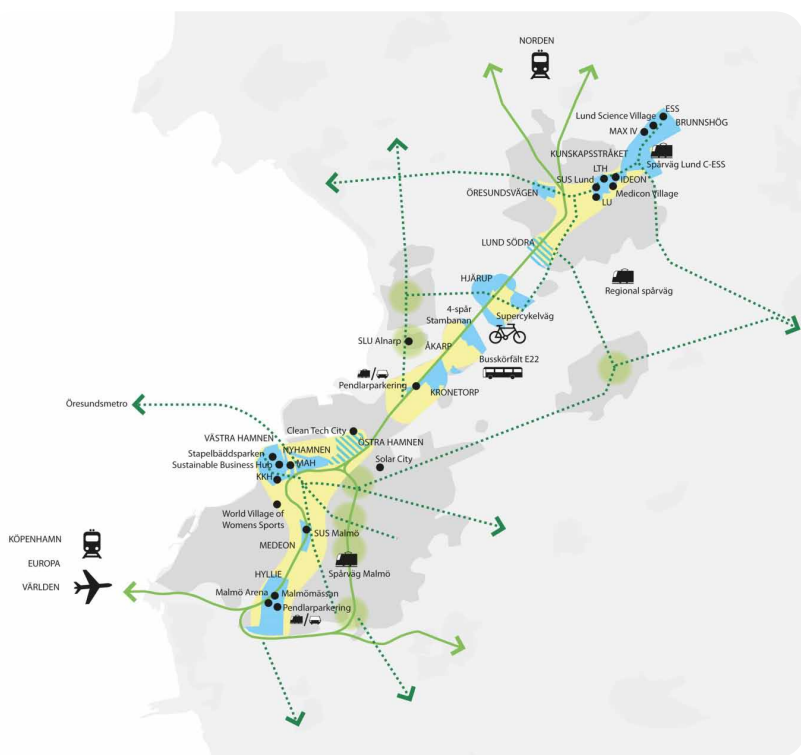 NORDEN
ESS
Lund Science Village
BRUNNSHÖG
MAX IV
KUNSKAPSSTRÅKET
Spårväg Lund C-ESS
LTH
SUS Lund
IDEON
ÖRESUNDSVÄGEN
Medicon Village
LU
LUND SÖDRA
HJÄRUP
Regional spårväg
4-spår
Stambanan
Supercykelväg
SLU Alnarp
ÅKARP
Busskörfält E22
/
Pendlarparkering
KRONETORP
Öresundsmetro
Clean Tech City
VÄSTRA HAMNEN
ÖSTRA HAMNEN
NYHAMNEN
Stapelbäddsparken
MAH
Sustainable Business Hub
Solar City
KKH
World Village of
Womens Sports
SUS Malmö
KÖPENHAMN
MEDEON
EUROPA
HYLLIE
Spårväg Malmö
VÄRLDEN
Malmö Arena
Malmömässan
Pendlarparkering
/